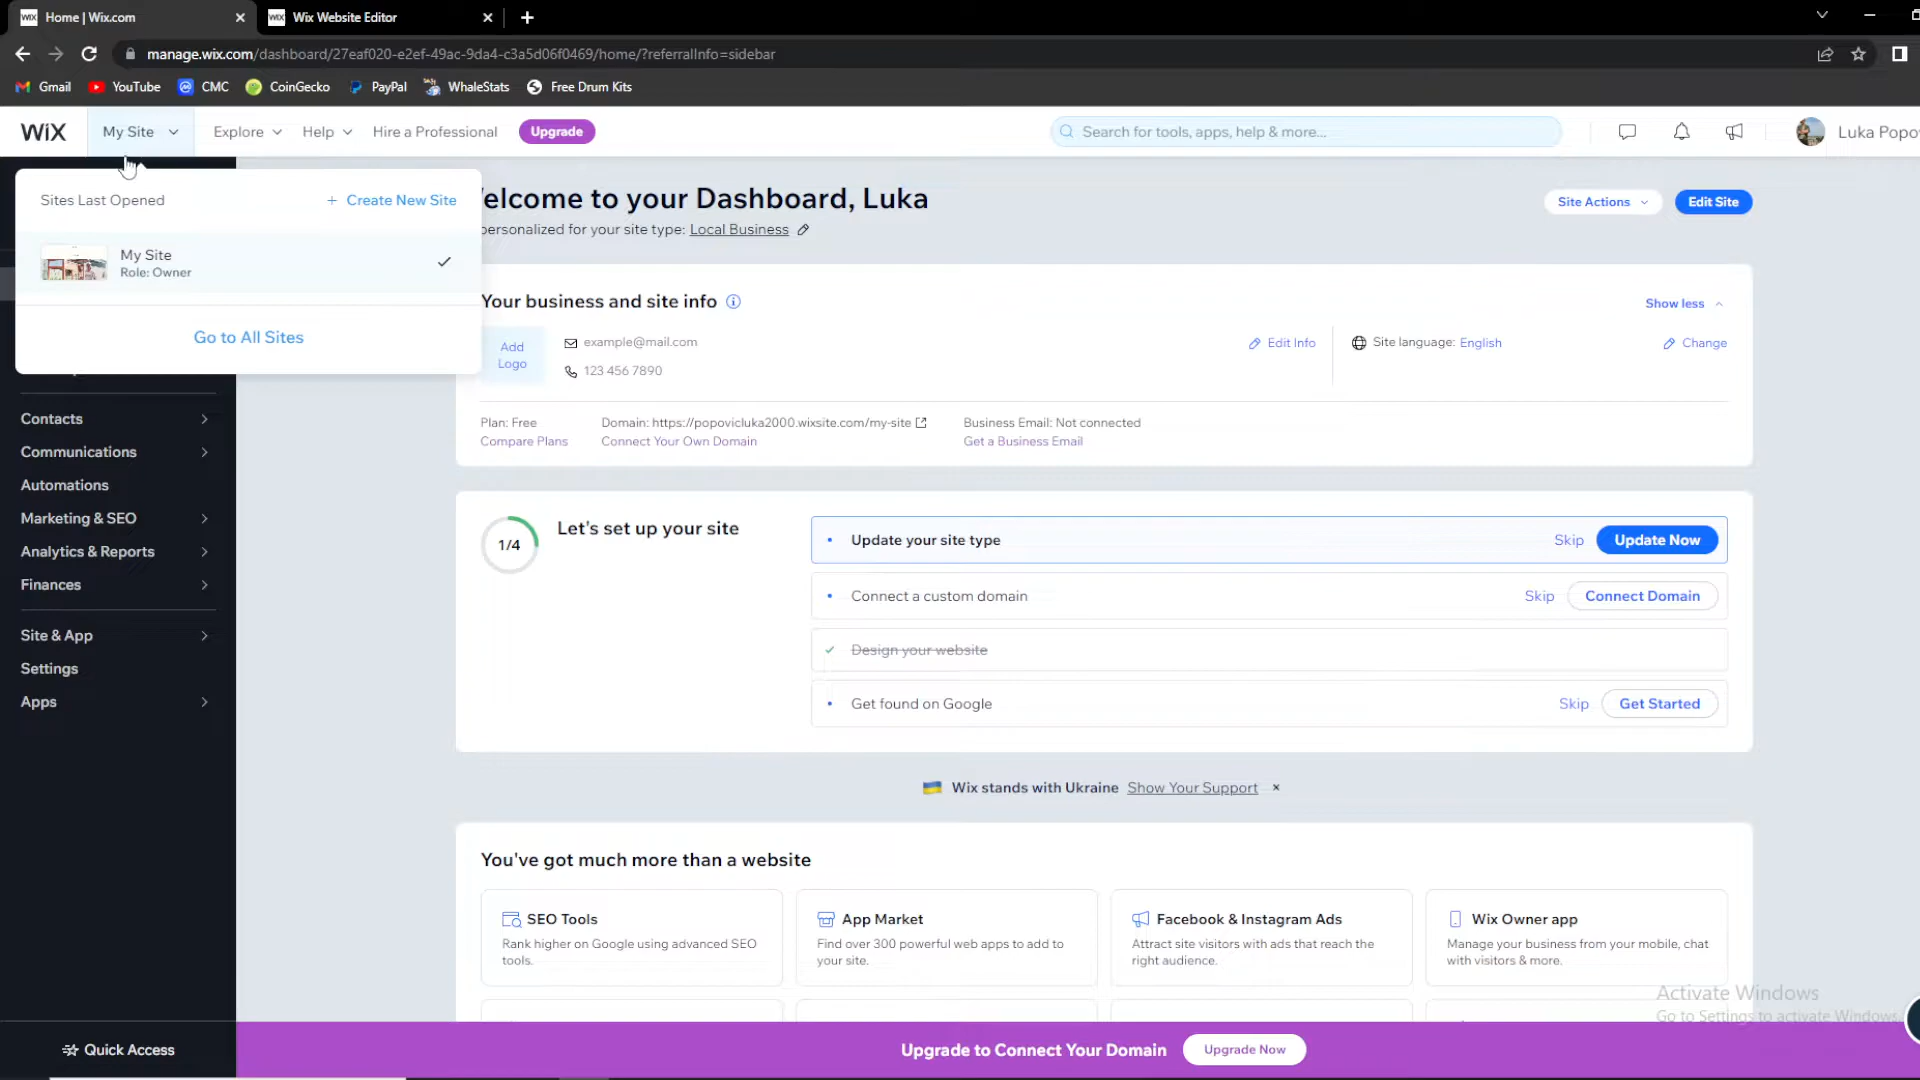 Home | Wix.com
Wix Website Editor
manage.wix.com/dashboard/27eaf020-e2ef-49ac-9da4-c3a5d06f0469/home/?referralInfo=sidebar
Gmail YouTube CMC CoinGecko PayPal WhaleStats Free Drum Kits
WiX My Site Explore Help Hire a Professional Upgrade Search for tools, apps, help & more... Luka Popov
Sites Last Opened + Create New Site
My Site
Role: Owner
Go to All Sites
elcome to your Dashboard, Luka
personalized for your site type: Local Business
Site Actions Edit Site
Your business and site info
Show less
Add
Logo
example@mail.com
123 456 7890
Edit Info
Site language: English
Change
Plan: Free
Compare Plans
Domain: https://popovicluka2000.wixsite.com/my-site
Connect Your Own Domain
Business Email: Not connected
Get a Business Email
Contacts
Communications
Automations
Marketing & SEO
Analytics & Reports
Finances
Site & App
Settings
Apps
Quick Access
1/4
Let's set up your site
Update your site type Skip Update Now
Connect a custom domain Skip Connect Domain
Design your website
Get found on Google Skip Get Started
Wix stands with Ukraine Show Your Support ×
You've got much more than a website
SEO Tools
Rank higher on Google using advanced SEO
tools.
App Market
Find over 300 powerful web apps to add to
your site.
Facebook & Instagram Ads
Attract site visitors with ads that reach the
right audience.
Wix Owner app
Manage your business from your mobile, chat
with visitors & more.
Activate Windows
Go to Settings to activate Windows.
Upgrade to Connect Your Domain Upgrade Now